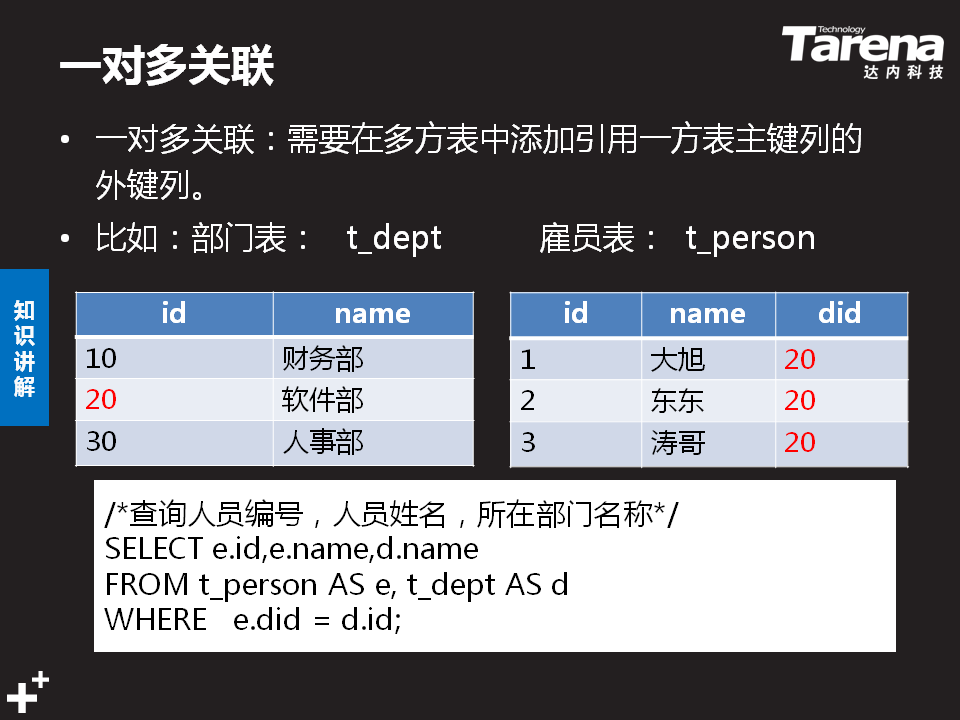 一对多关联
Technology
Tarena
达内科技
• 一对多关联：需要在多方表中添加引用一方表主键列的
外键列。
• 比如：部门表： t_dept 雇员表： t_person
知识讲解
id name
10 财务部
20 软件部
30 人事部
id name did
1 大旭 20
2 东东 20
3 涛哥 20
/*查询人员编号，人员姓名，所在部门名称*/
SELECT e.id,e.name,d.name
FROM t_person AS e, t_dept AS d
WHERE e.did = d.id;